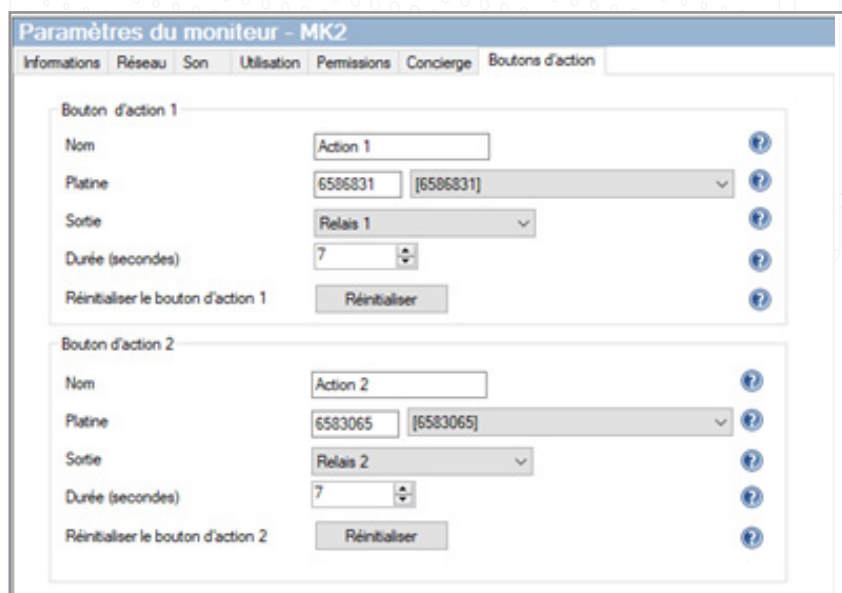 Paramètres du moniteur - MK2
Informations Réseau Son Utilisation Permissions Concierge Boutons d'action
Bouton d'action 1
Nom Action 1
Platine 6586831 [6586831]
Sortie Relais 1
Durée (secondes) 7
Réinitialiser le bouton d'action 1 Réinitialiser
Bouton d'action 2
Nom Action 2
Platine 6583065 [6583065]
Sortie Relais 2
Durée (secondes) 7
Réinitialiser le bouton d'action 2 Réinitialiser